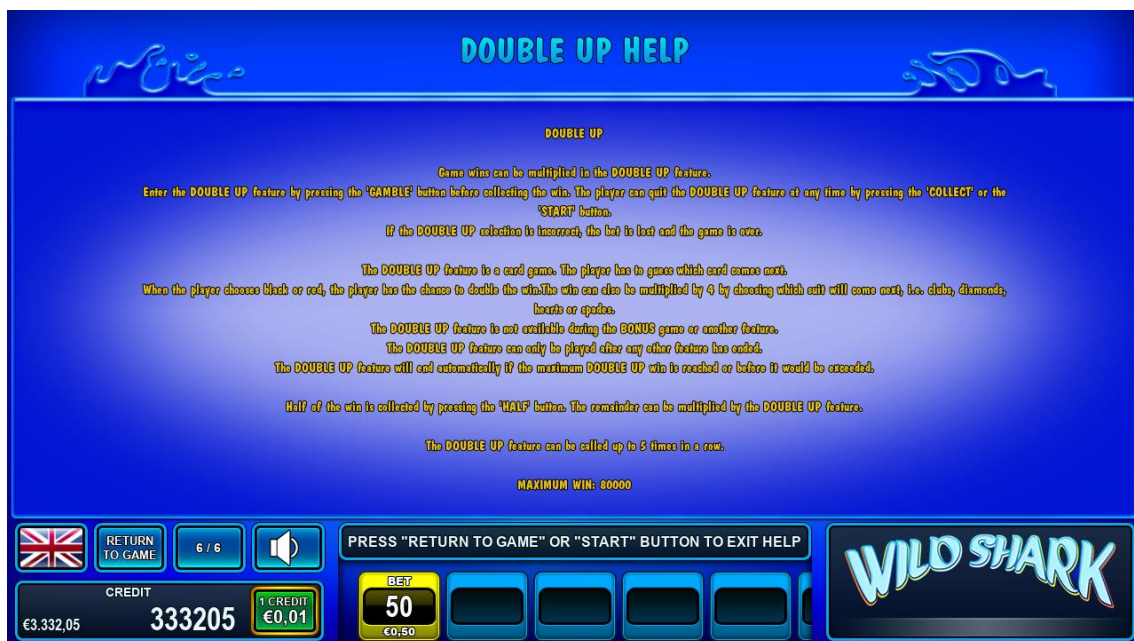 DOUBLE UP HELP
DOUBLE UP
Game wins can be multiplied in the DOUBLE UP feature.
Enter the DOUBLE UP feature by pressing the 'GAMBLE' button before collecting the win. The player can quit the DOUBLE UP feature at any time by pressing the 'COLLECT' or the
'START' button.
If the DOUBLE UP selection is incorrect, the bet is lost and the game is over.
The DOUBLE UP feature is a card game. The player has to guess which card comes next.
When the player chooses black or red, the player has the chance to double the win.The win can also be multiplied by 4 by choosing which suit will come next, i.e. clubs, diamonds,
hearts or spades.
The DOUBLE UP feature is not available during the BONUS game or another feature.
The DOUBLE UP feature can only be played after any other feature has ended.
The DOUBLE UP feature will end automatically if the maximum DOUBLE UP win is reached or before it would be exceeded.
Half of the win is collected by pressing the 'HALF' button. The remainder can be multiplied by the DOUBLE UP feature.
The DOUBLE UP feature can be called up to 5 times in a row.
MAXIMUM WIN: 80000
RETURN
TO GAME
6 / 6
PRESS "RETURN TO GAME" OR "START" BUTTON TO EXIT HELP
WILD SHARK
CREDIT
€3.332,05
333205
1 CREDIT
€0,01
BET
50
€0,50